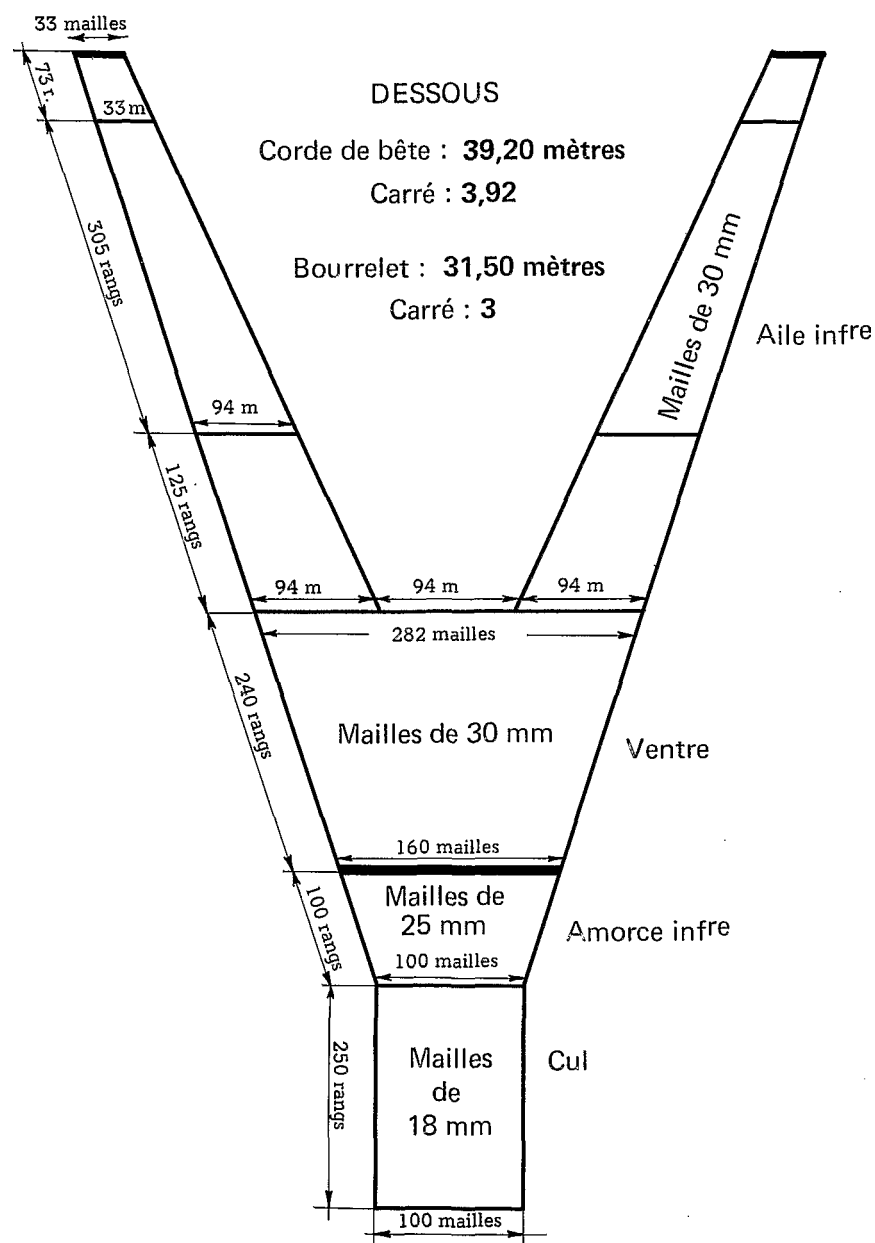 33 mailles
73 r.
33 m
DESSOUS
Corde de bête : 39,20 mètres
Carré : 3,92
305 rangs
Bourrelet : 31,50 mètres
Carré : 3
Mailles de 30 mm
Aile infre
94 m
125 rangs
94 m
94 m
94 m
282 mailles
240 rangs
Mailles de 30 mm
Ventre
160 mailles
100 rangs
Mailles de
25 mm
Amorce infre
100 mailles
250 rangs
Mailles
de
18 mm
Cul
100 mailles